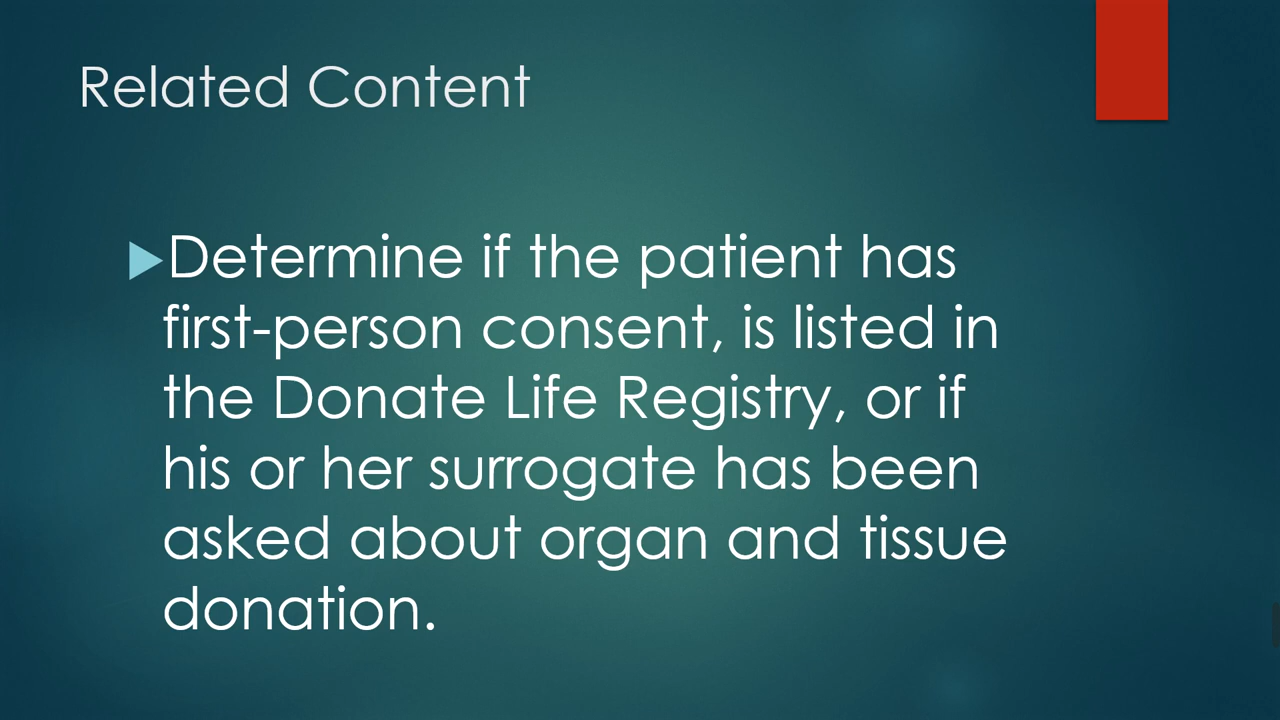 Related Content
Determine if the patient has
first-person consent, is listed in
the Donate Life Registry, or if
his or her surrogate has been
asked about organ and tissue
donation.